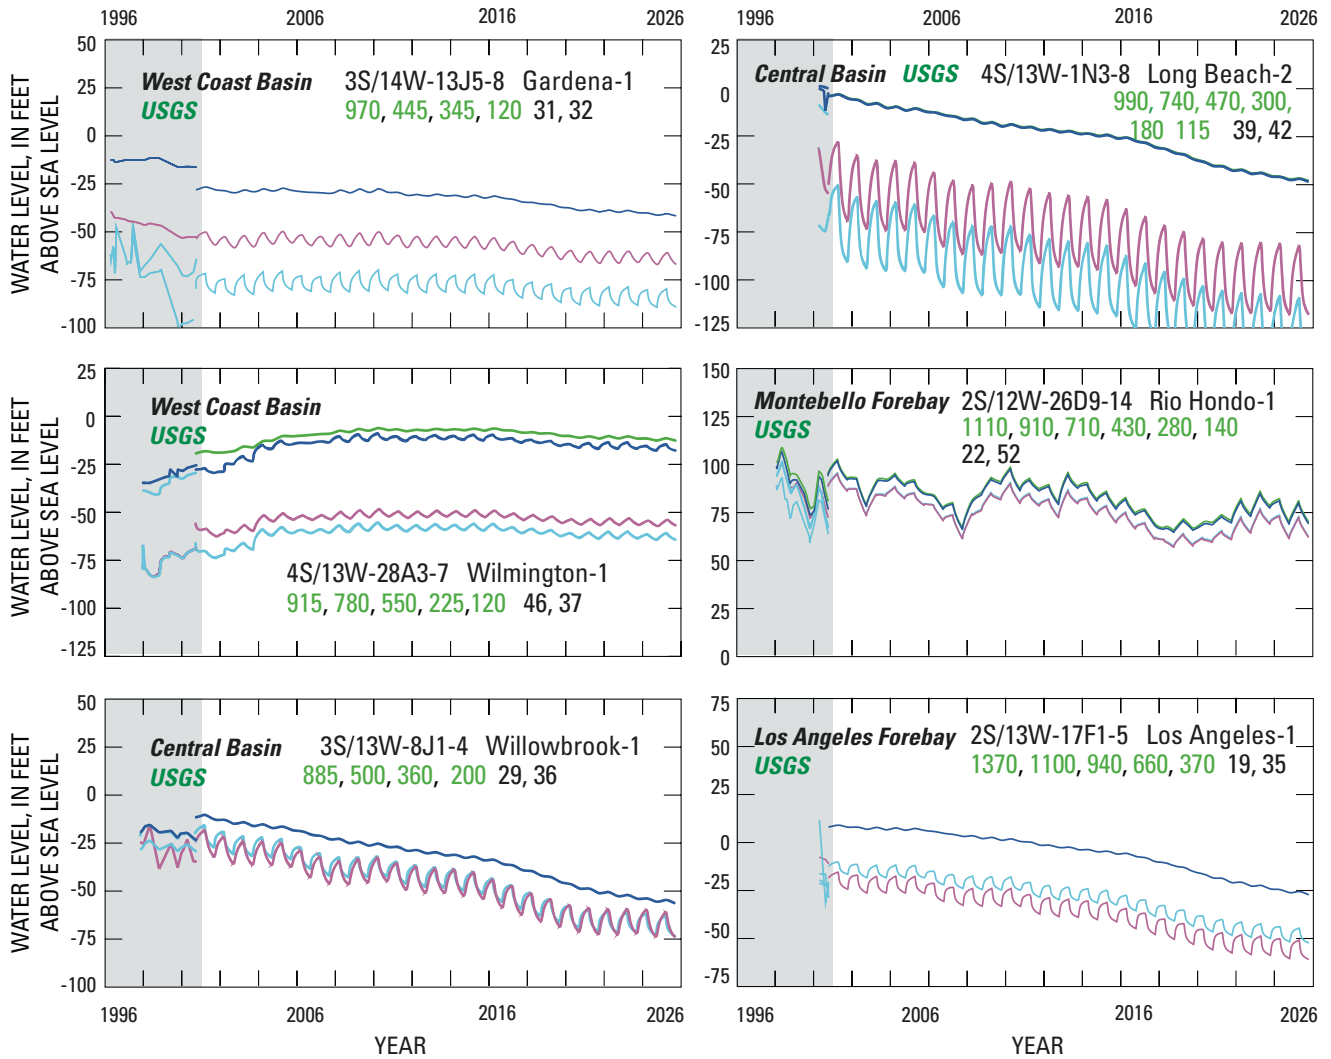 1996 2006 2016 2026
1996 2006 2016 2026
WATER LEVEL, IN FEET
ABOVE SEA LEVEL
50
25
0
-25
-50
-75
-100
West Coast Basin 3S/14W-13J5-8 Gardena-1
USGS 970, 445, 345, 120 31, 32
25
0
-25
-50
-75
-100
-125
Central Basin USGS 4S/13W-1N3-8 Long Beach-2
990, 740, 470, 300,
180 115 39, 42
WATER LEVEL, IN FEET
ABOVE SEA LEVEL
25
0
-25
-50
-75
-100
-125
West Coast Basin
USGS
4S/13W-28A3-7 Wilmington-1
915, 780, 550, 225,120 46, 37
150
125
100
75
50
25
0
Montebello Forebay 2S/12W-26D9-14 Rio Hondo-1
USGS 1110, 910, 710, 430, 280, 140
22, 52
WATER LEVEL, IN FEET
ABOVE SEA LEVEL
50
25
0
-25
-50
-75
-100
Central Basin 3S/13W-8J1-4 Willowbrook-1
USGS 885, 500, 360, 200 29, 36
75
50
25
0
-25
-50
-75
Los Angeles Forebay 2S/13W-17F1-5 Los Angeles-1
USGS 1370, 1100, 940, 660, 370 19, 35
1996 2006 2016 2026
YEAR
1996 2006 2016 2026
YEAR